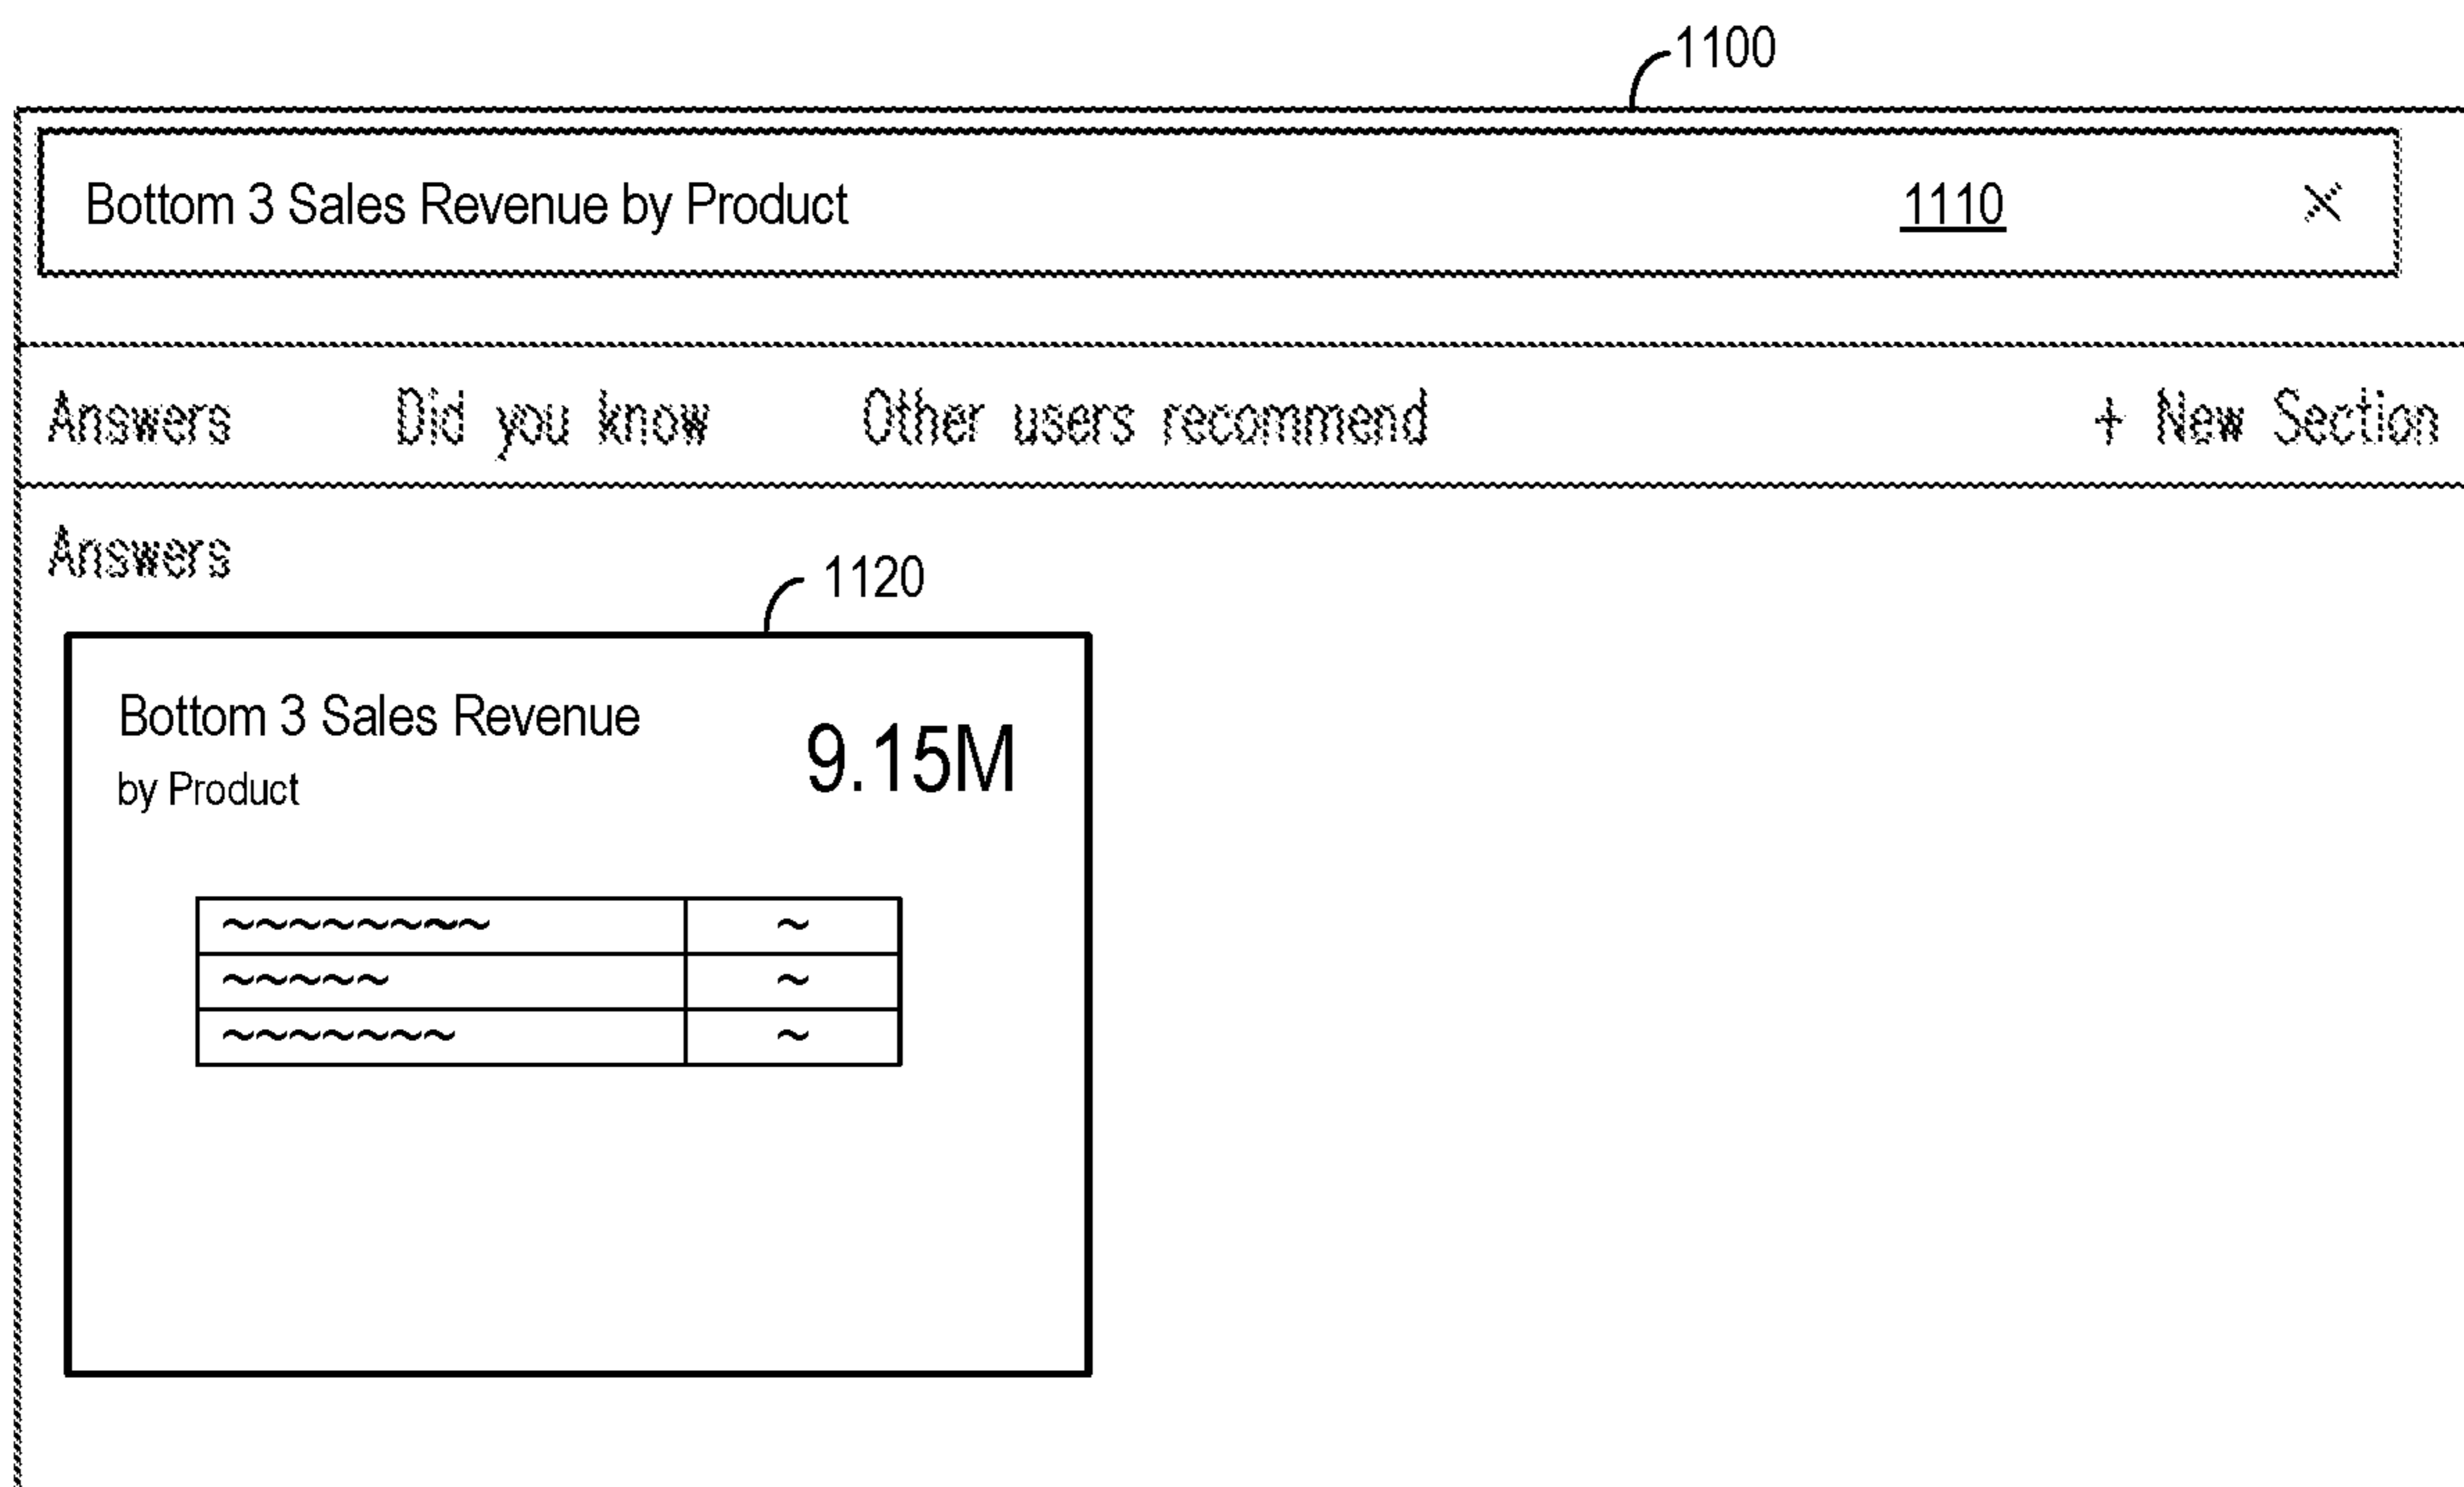 1100
Bottom 3 Sales Revenue by Product 1110 X
Answers Did you know Other users recommend + New Section
Answers
1120
Bottom 3 Sales Revenue 9.15M
by Product
~~~~~~~~ ~
~~~~~ ~
~~~~~~~ ~